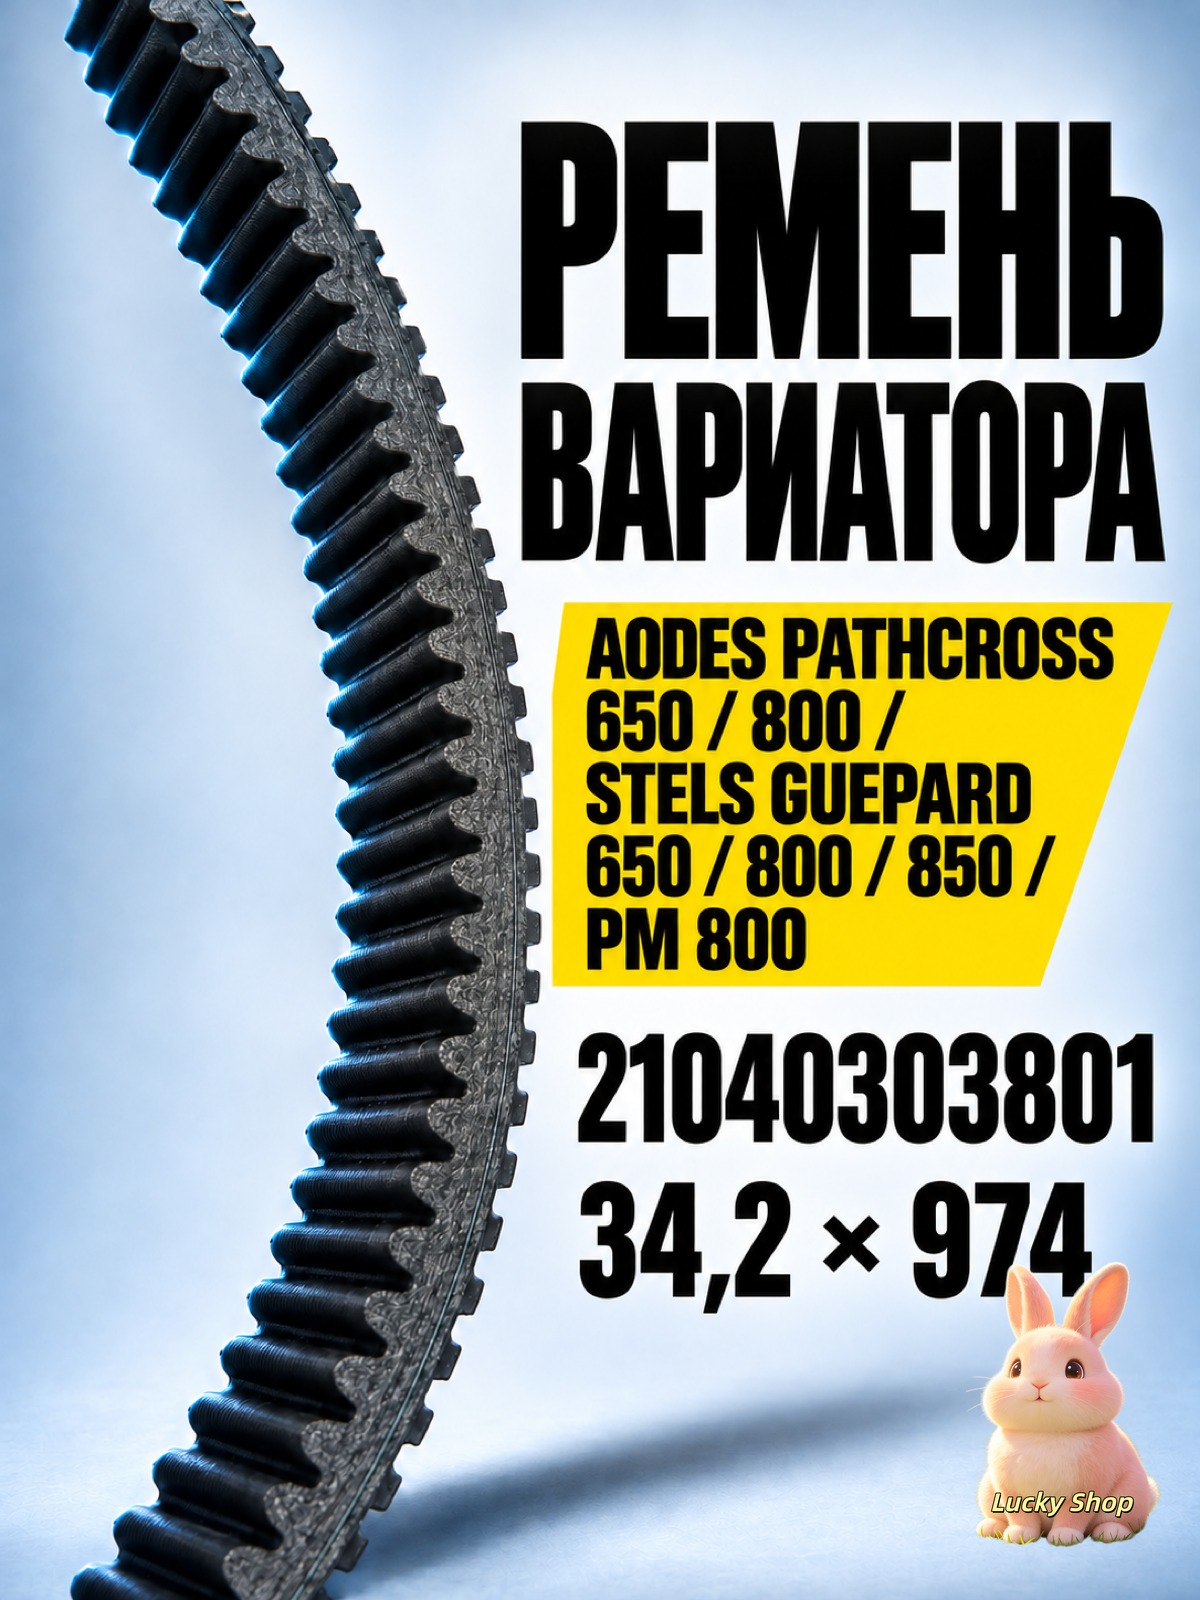 РЕМЕНЬ
ВАРИАТОРА
AODES PATHCROSS
650 / 800 /
STELS GUEPARD
650 / 800 / 850 /
PM 800
21040303801
34,2 × 974
Lucky Shop